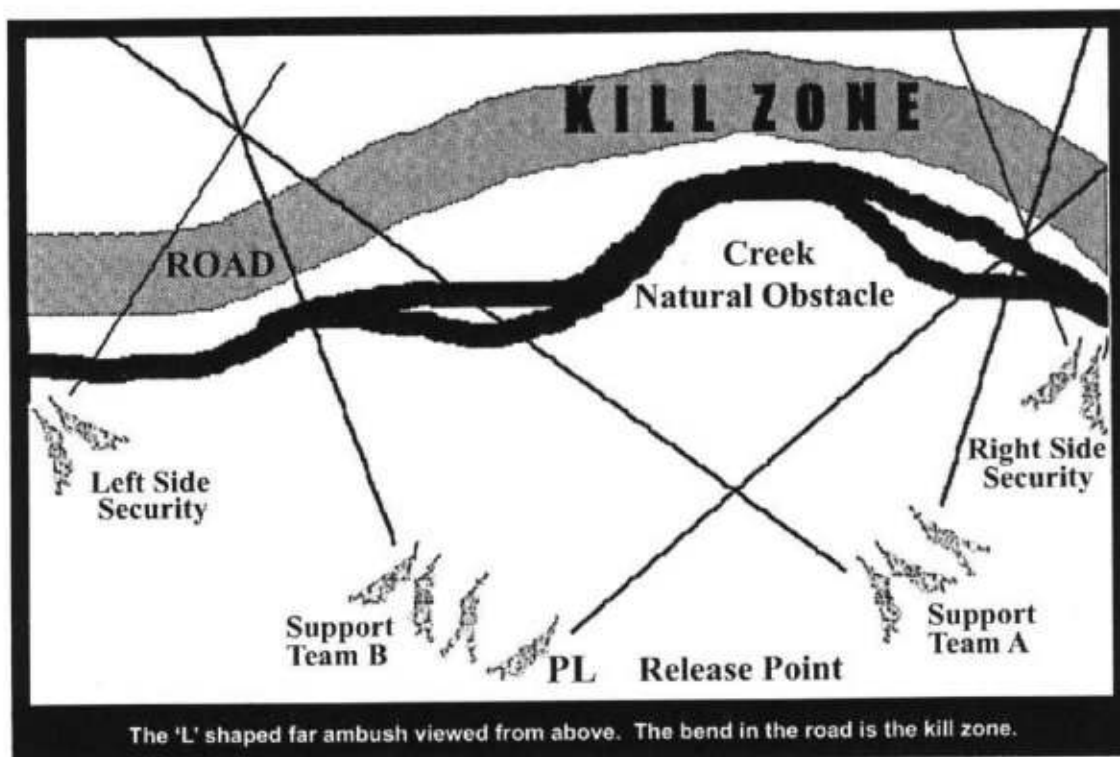 KILL ZONE
ROAD
Creek
Natural Obstacle
Left Side
Security
Right Side
Security
Support
Team B
PL
Release Point
Support
Team A
The 'L' shaped far ambush viewed from above. The bend in the road is the kill zone.